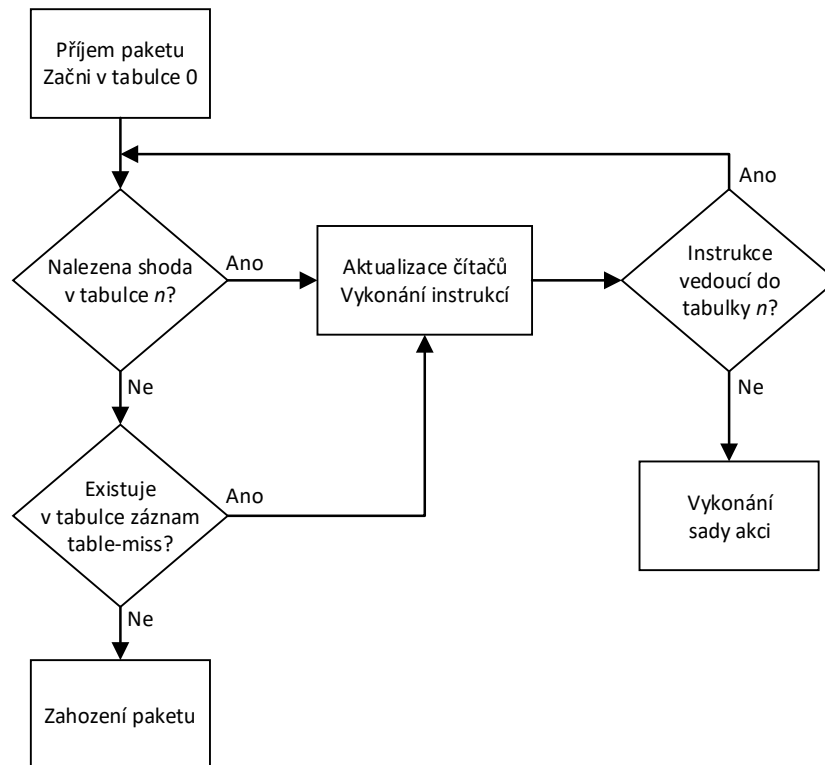 Příjem paketu
Začni v tabulce 0
Ano
Nalezena shoda
v tabulce n?
Ano
Aktualizace čítačů
Vykonání instrukcí
Instrukce
vedoucí do
tabulky n?
Ne
Ne
Existuje
v tabulce záznam
table-miss?
Ano
Vykonání
sady akci
Ne
Zahození paketu